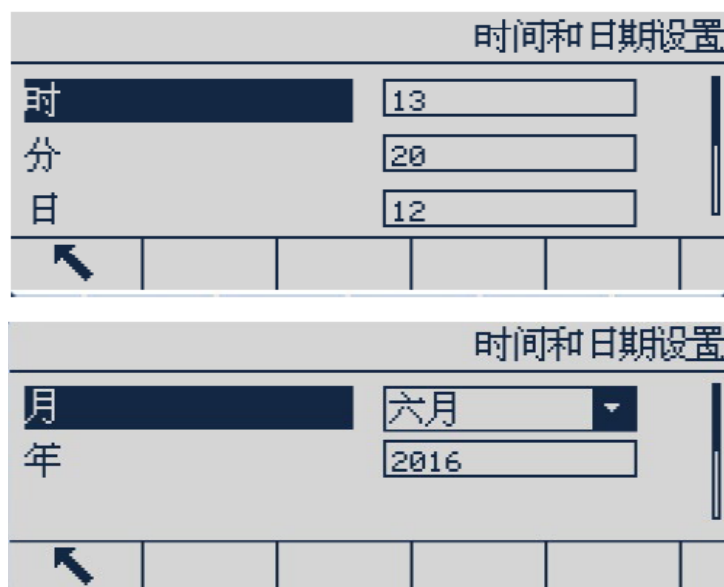 时间和日期设置
时 13
分 20
日 12
时间和日期设置
月 六月
年 2016